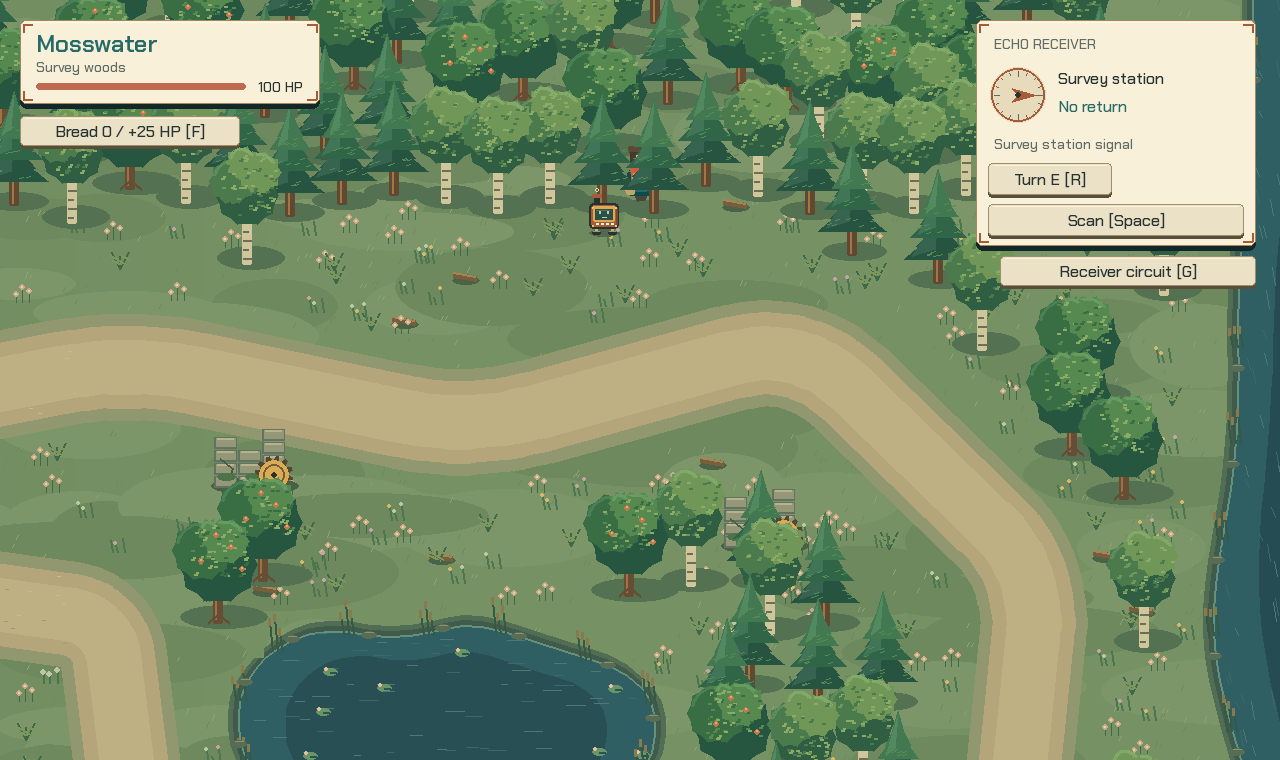 Mosswater
Survey woods
100 HP
Bread 0 / +25 HP [F]
ECHO RECEIVER
Survey station
No return
Survey station signal
Turn E [R]
Scan [Space]
Receiver circuit [G]